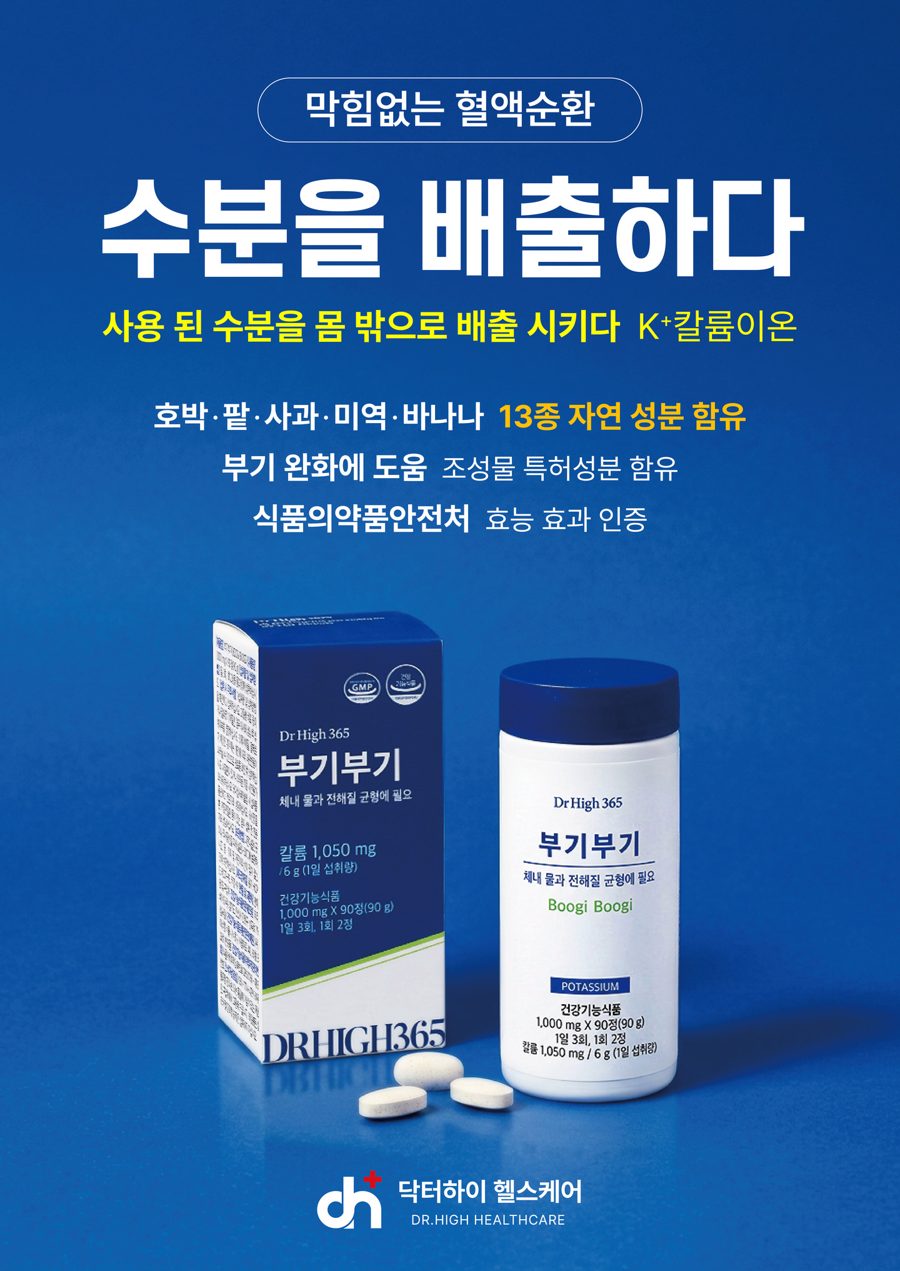 막힘없는 혈액순환
수분을 배출하다
사용 된 수분을 몸 밖으로 배출 시키다 K⁺칼륨이온
호박·팥·사과·미역·바나나 13종 자연 성분 함유
부기 완화에 도움 조성물 특허성분 함유
식품의약품안전처 효능 효과 인증
GMP
건강
기능식품
Dr High 365
부기부기
체내 물과 전해질 균형에 필요
칼륨 1,050 mg
/6 g (1일 섭취량)
건강기능식품
1,000 mg X 90정(90 g)
1일 3회, 1회 2정
DRHIGH365
Dr High 365
부기부기
체내 물과 전해질 균형에 필요
Boogi Boogi
POTASSIUM
건강기능식품
1,000 mg X 90정(90 g)
1일 3회, 1회 2정
칼륨 1,050 mg / 6 g (1일 섭취량)
dh
닥터하이 헬스케어
DR.HIGH HEALTHCARE